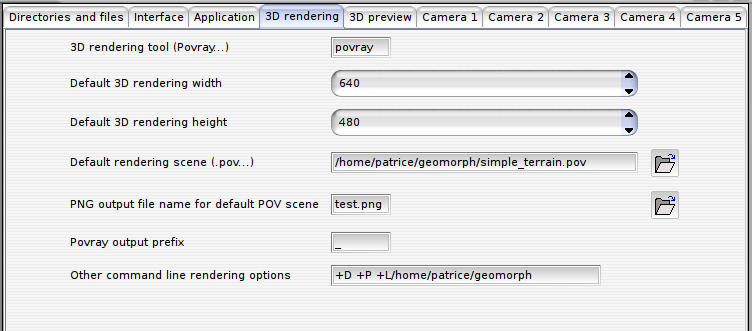 Directories and files Interface Application 3D rendering 3D preview Camera 1 Camera 2 Camera 3 Camera 4 Camera 5
3D rendering tool (Povray...) povray
Default 3D rendering width 640
Default 3D rendering height 480
Default rendering scene (.pov...) /home/patrice/geomorph/simple_terrain.pov
PNG output file name for default POV scene test.png
Povray output prefix _
Other command line rendering options +D +P +L/home/patrice/geomorph